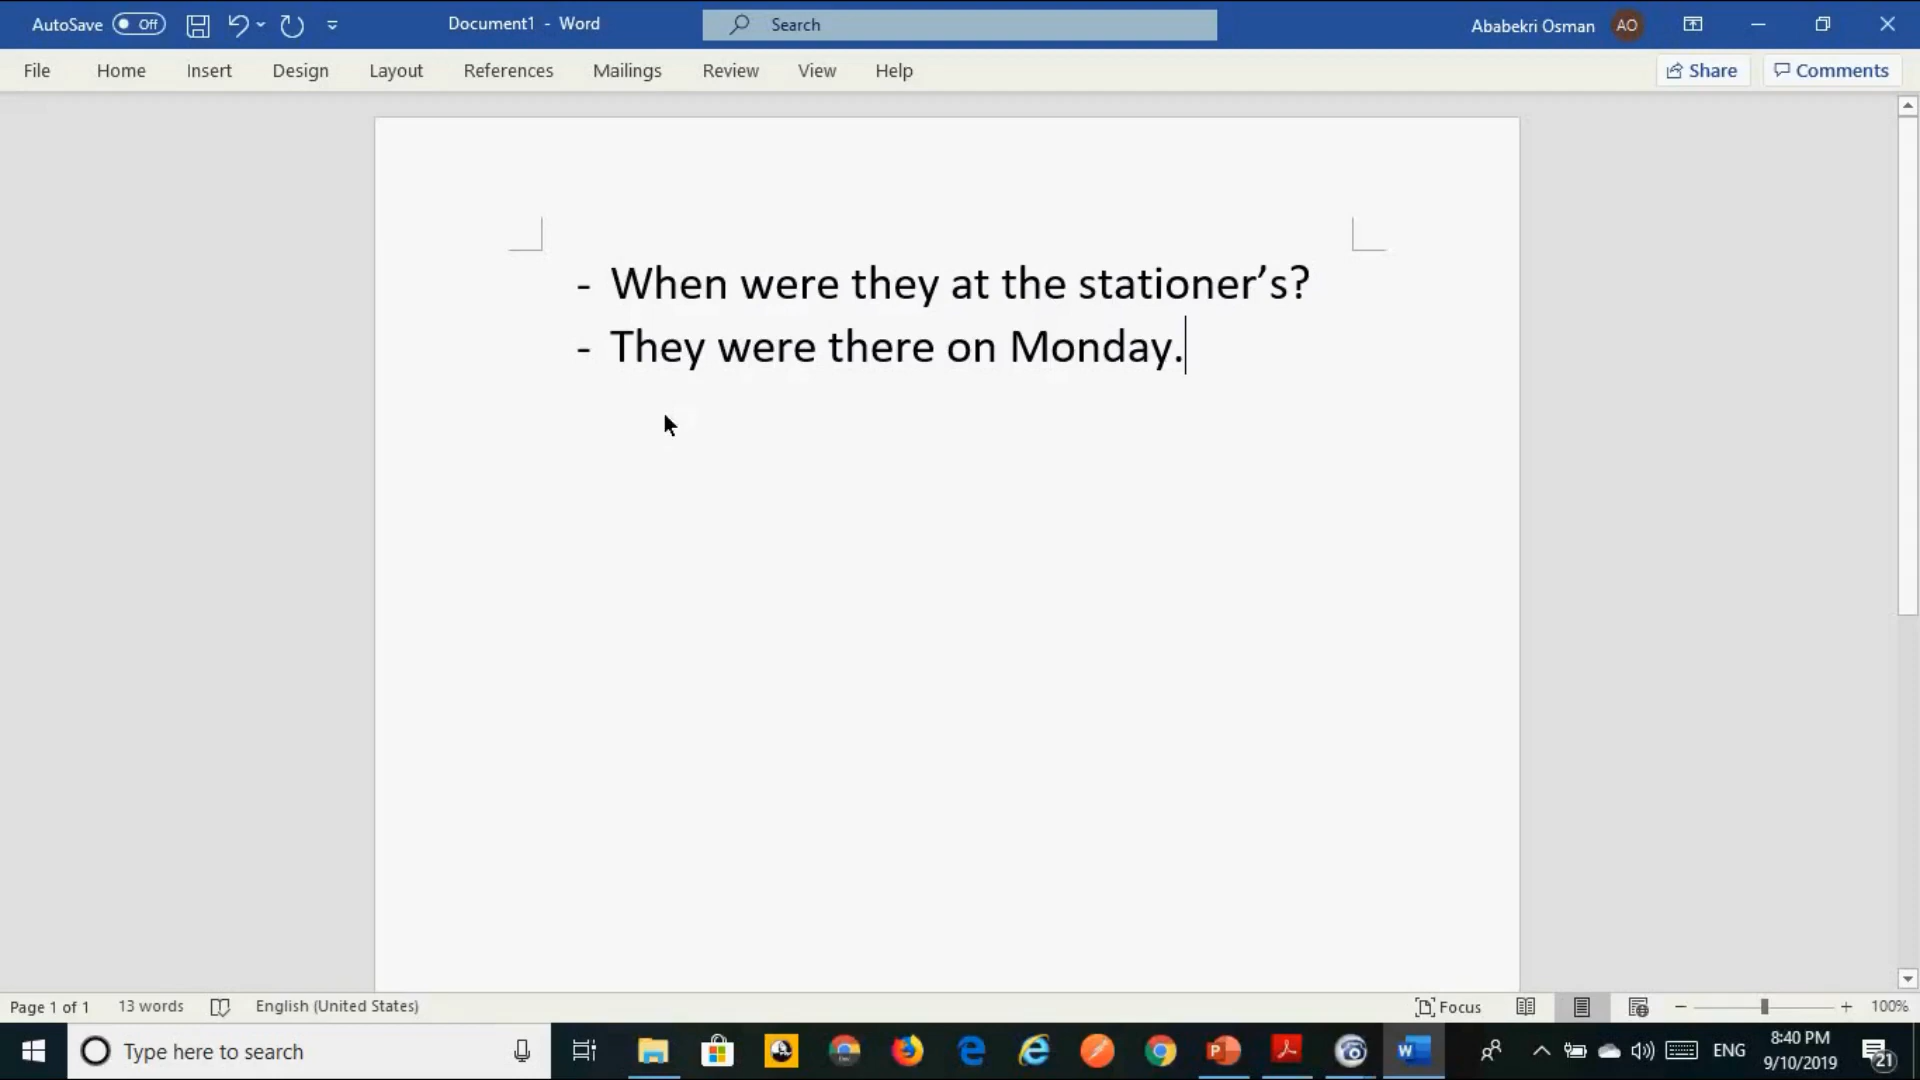 AutoSave Off Document1 - Word Search Ababekri Osman AO
File Home Insert Design Layout References Mailings Review View Help Share Comments
- When were they at the stationer’s?
- They were there on Monday.
Page 1 of 1 13 words English (United States) Focus 100%
Type here to search ENG 8:40 PM
9/10/2019 21